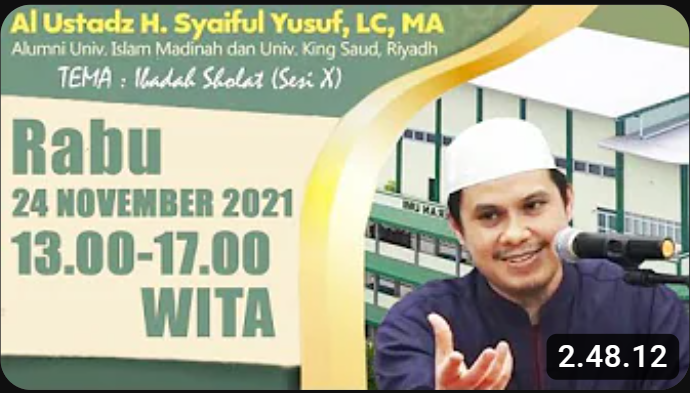 Al Ustadz H. Syaiful Yusuf, LC, MA
Alumni Univ. Islam Madinah dan Univ. King Saud, Riyadh
TEMA : Ibadah Sholat (Sesi X)
Rabu
24 NOVEMBER 2021
13.00-17.00
WITA
2.48.12